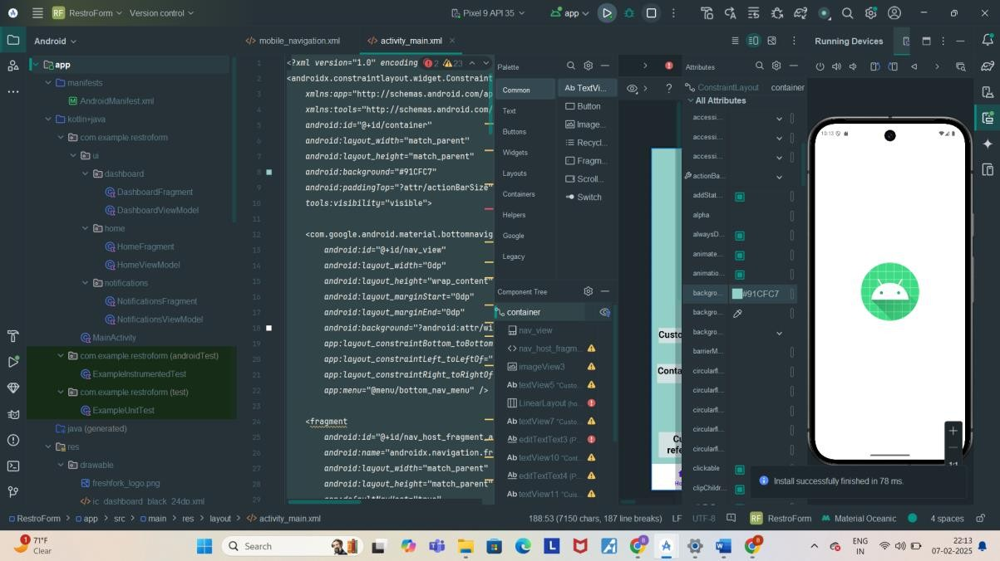 RF RestroForm Version control Pixel 9 API 35 app
Android mobile_navigation.xml activity_main.xml Running Devices
app
manifests
AndroidManifest.xml
kotlin+java
com.example.restroform
ui
dashboard
DashboardFragment
DashboardViewModel
home
HomeFragment
HomeViewModel
notifications
NotificationsFragment
NotificationsViewModel
MainActivity
com.example.restroform (androidTest)
ExampleInstrumentedTest
com.example.restroform (test)
ExampleUnitTest
java (generated)
res
drawable
freshfork_logo.png
ic_dashboard_black_24dp.xml
1 <?xml version="1.0" encoding 2 23
2 <androidx.constraintlayout.widget.Constraint
3 xmlns:app="http://schemas.android.com/ap
4 xmlns:tools="http://schemas.android.com/
5 android:id="@+id/container"
6 android:layout_width="match_parent"
7 android:layout_height="match_parent"
8 android:background="#91CFC7"
9 android:paddingTop="?attr/actionBarSize"
10 tools:visibility="visible">
11
12 <com.google.android.material.bottomnavig
13 android:id="@+id/nav_view"
14 android:layout_width="0dp"
15 android:layout_height="wrap_content"
16 android:layout_marginStart="0dp"
17 android:layout_marginEnd="0dp"
18 android:background="?android:attr/wi
19 app:layout_constraintBottom_toBottom
20 app:layout_constraintLeft_toLeftOf="
21 app:layout_constraintRight_toRightOf
22 app:menu="@menu/bottom_nav_menu" />
23
24 <fragment
25 android:id="@+id/nav_host_fragment_a
26 android:name="androidx.navigation.fr
27 android:layout_width="match_parent"
28 android:layout_height="match_parent"
29 app:defaultNavHost="true"
Palette
Common
Text
Buttons
Widgets
Layouts
Containers
Helpers
Google
Legacy
Ab TextVi...
Button
Image...
Recycl...
Fragm...
Scroll...
Switch
Component Tree
container
nav_view
nav_host_fragm...
imageView3
Ab textView5 "Custo...
LinearLayout (ho...
Ab textView7 "Custo...
Ab editTextText3 (P...
Ab textView10 "Cont...
Ab editTextText4 (P...
Ab textView11 "Cuis...
?
Custo
Conta
Cu
refe
Ho
Attributes
ConstraintLayout container
All Attributes
accessi...
accessi...
accessi...
actionBa...
addStat...
alpha
alwaysD...
animate...
animatio...
backgro... #91CFC7
backgro...
backgro...
barrierM...
circularfl...
circularfl...
circularfl...
circularfl...
circularfl...
clickable
clipChildr...
10:13
1:1
Install successfully finished in 78 ms.
RestroForm app src main res layout activity_main.xml 188:53 (7150 chars, 187 line breaks) LF UTF-8 RF RestroForm Material Oceanic 4 spaces
1 71°F
Clear
Search
ENG
IN
22:13
07-02-2025